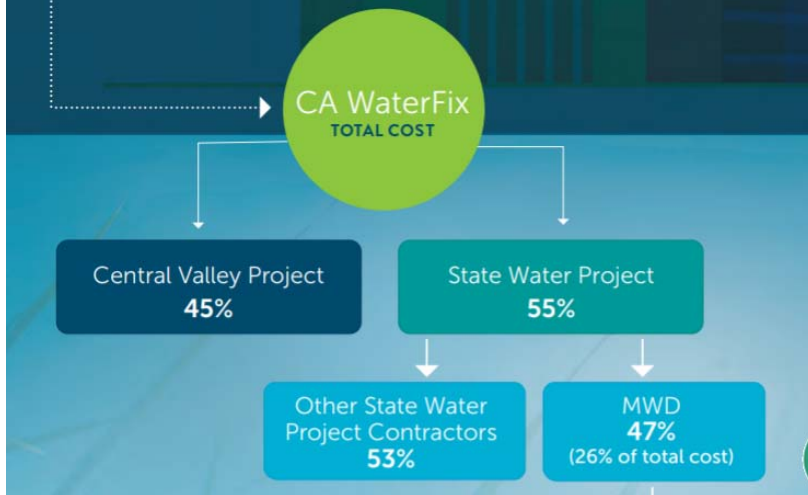 CA WaterFix
TOTAL COST
Central Valley Project
45%
State Water Project
55%
Other State Water
Project Contractors
53%
MWD
47%
(26% of total cost)